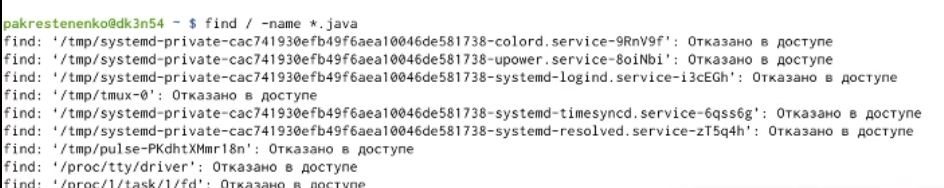 pakrestenenko@dk3n54 ~ $ find / -name *.java
find: '/tmp/systemd-private-cac741930efb49f6aea10046de581738-colord.service-9RnV9f': Отказано в доступе
find: '/tmp/systemd-private-cac741930efb49f6aea10046de581738-upower.service-8oiNbi': Отказано в доступе
find: '/tmp/systemd-private-cac741930efb49f6aea10046de581738-systemd-logind.service-i3cEGh': Отказано в доступе
find: '/tmp/tmux-0': Отказано в доступе
find: '/tmp/systemd-private-cac741930efb49f6aea10046de581738-systemd-timesyncd.service-6qss6g': Отказано в доступе
find: '/tmp/systemd-private-cac741930efb49f6aea10046de581738-systemd-resolved.service-zT5q4h': Отказано в доступе
find: '/tmp/pulse-PKdhtXMmr18n': Отказано в доступе
find: '/proc/tty/driver': Отказано в доступе
find: '/proc/1/task/1/fd': Отказано в доступе